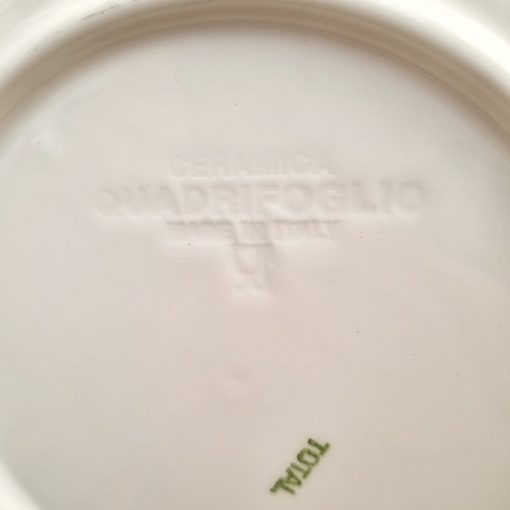 CERAMICA
QUADRIFOGLIO
MADE IN ITALY
TOTAL